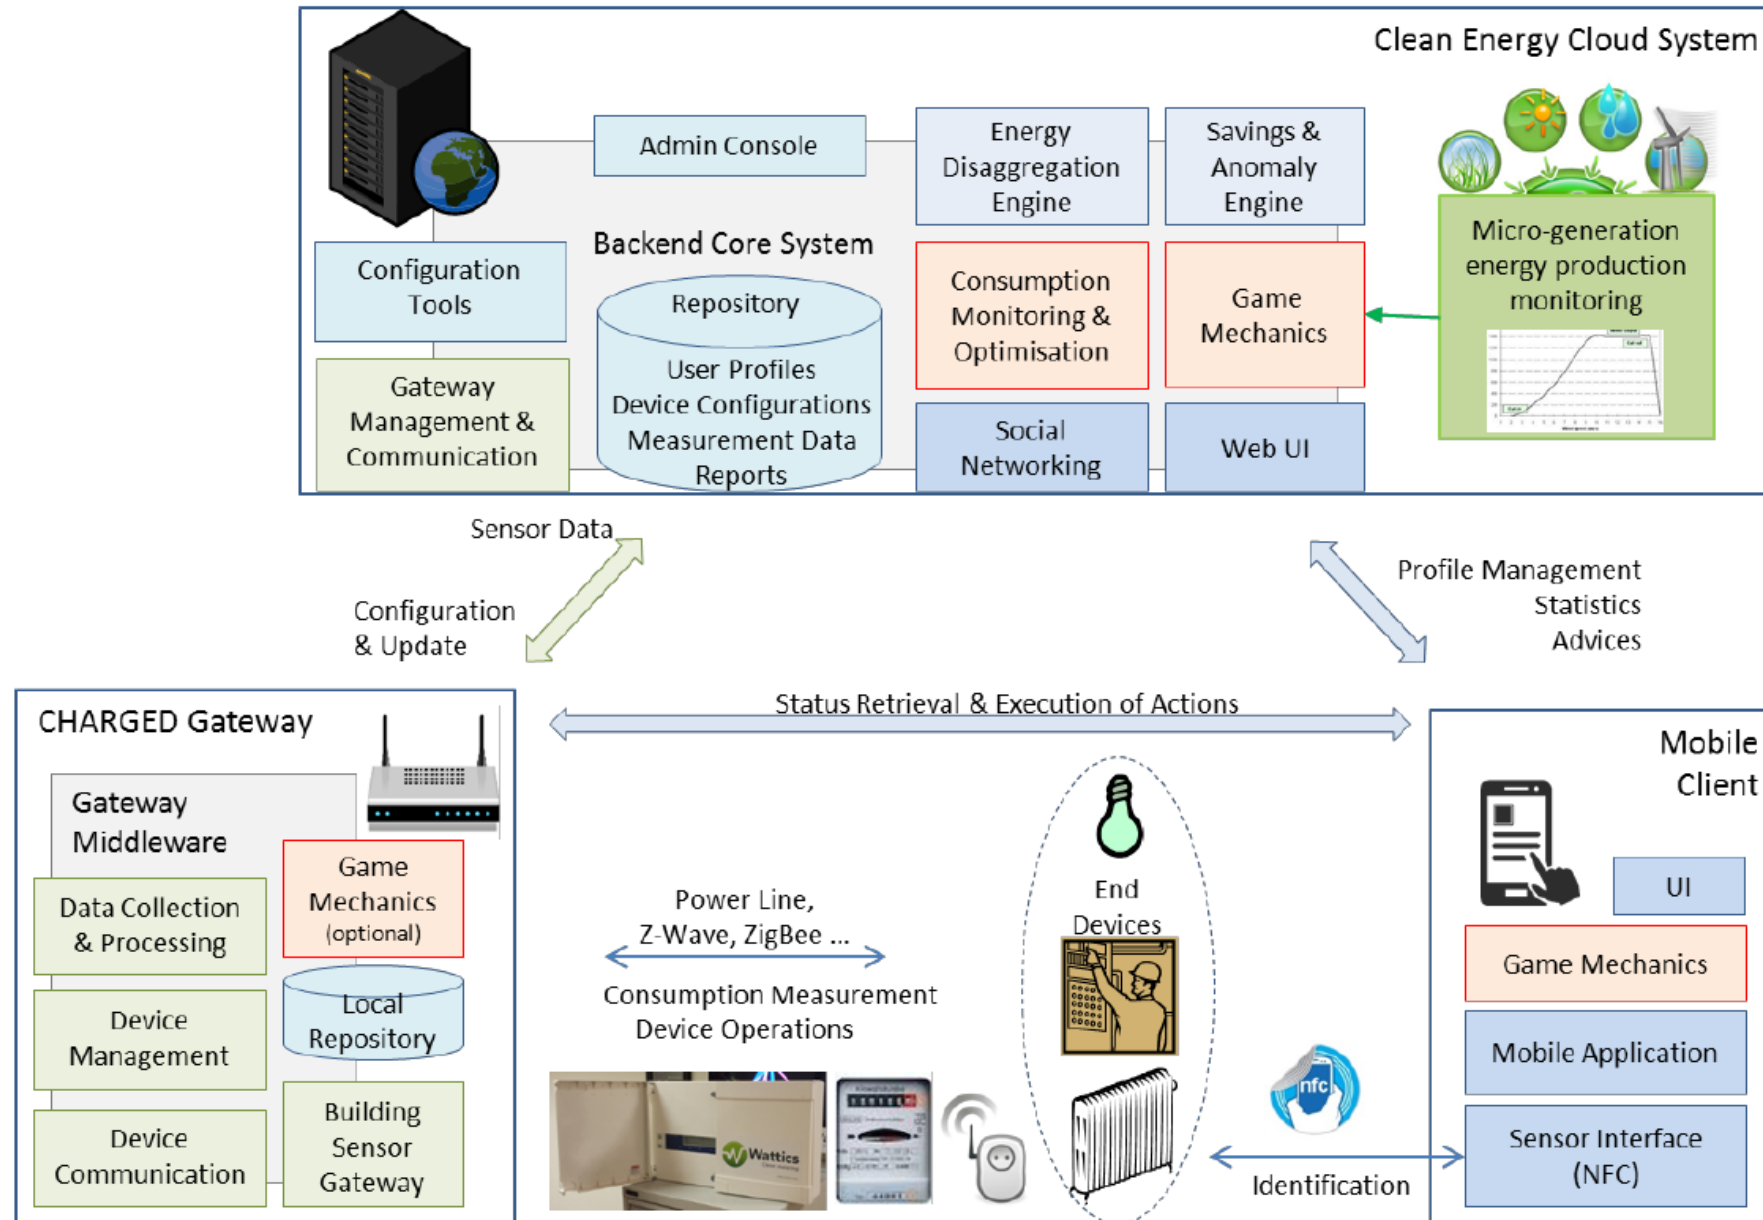 Clean Energy Cloud System
Admin Console
Energy
Disaggregation
Engine
Savings &
Anomaly
Engine
Micro-generation
energy production
monitoring
Backend Core System
Configuration
Tools
Repository
User Profiles
Device Configurations
Measurement Data
Reports
Consumption
Monitoring &
Optimisation
Game
Mechanics
Gateway
Management &
Communication
Social
Networking
Web UI
Sensor Data
Configuration
& Update
Profile Management
Statistics
Advices
Status Retrieval & Execution of Actions
CHARGED Gateway
Gateway
Middleware
Game
Mechanics
(optional)
Data Collection
& Processing
Local
Repository
Device
Management
Building
Sensor
Gateway
Device
Communication
Power Line,
Z-Wave, ZigBee ...
Consumption Measurement
Device Operations
Wattics
End
Devices
nfc
Identification
Mobile
Client
UI
Game Mechanics
Mobile Application
Sensor Interface
(NFC)